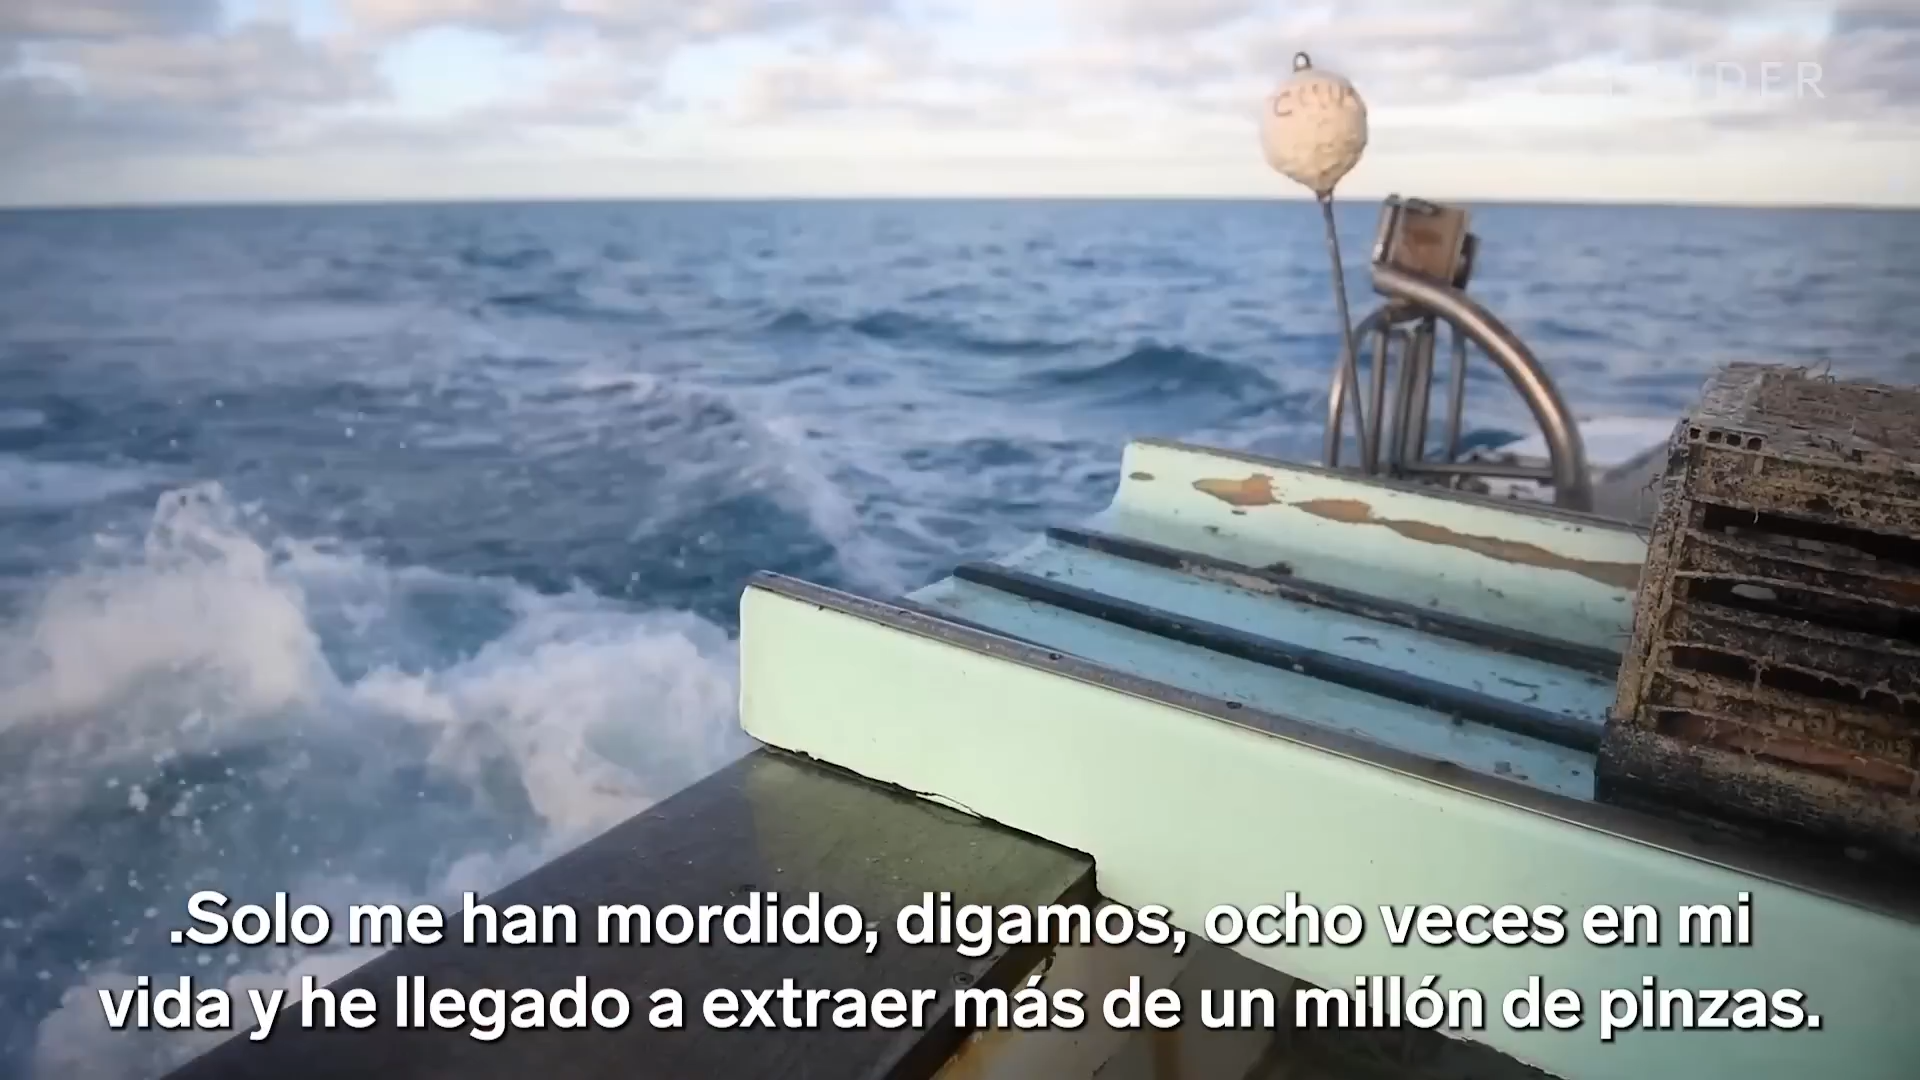 .Solo me han mordido, digamos, ocho veces en mi
vida y he llegado a extraer más de un millón de pinzas.